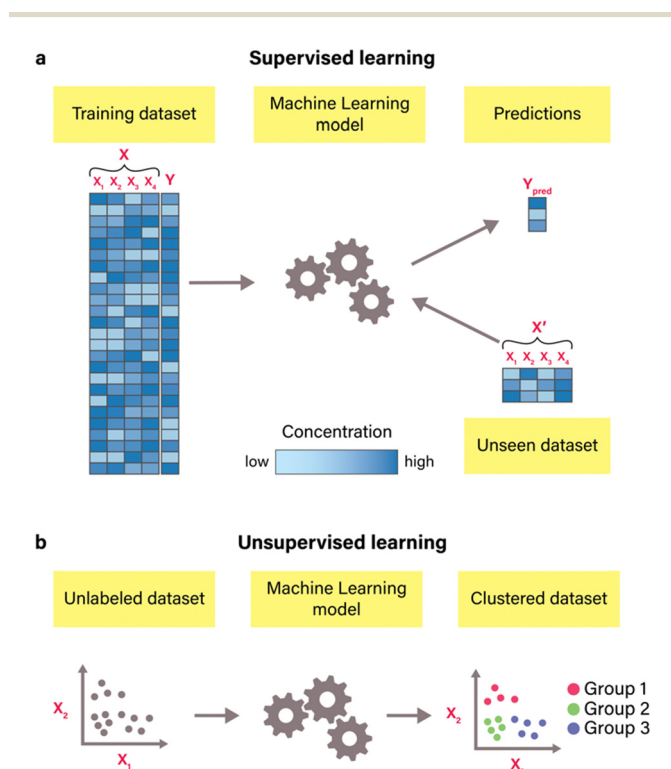 a
Supervised learning
Training dataset
Machine Learning
model
Predictions
X
X₁ X₂ X₃ X₄ Y
Y pred
X'
X₁ X₂ X₃ X₄
Concentration
low
high
Unseen dataset
b
Unsupervised learning
Unlabeled dataset
Machine Learning
model
Clustered dataset
X₂
X₁
X₂
X
Group 1
Group 2
Group 3